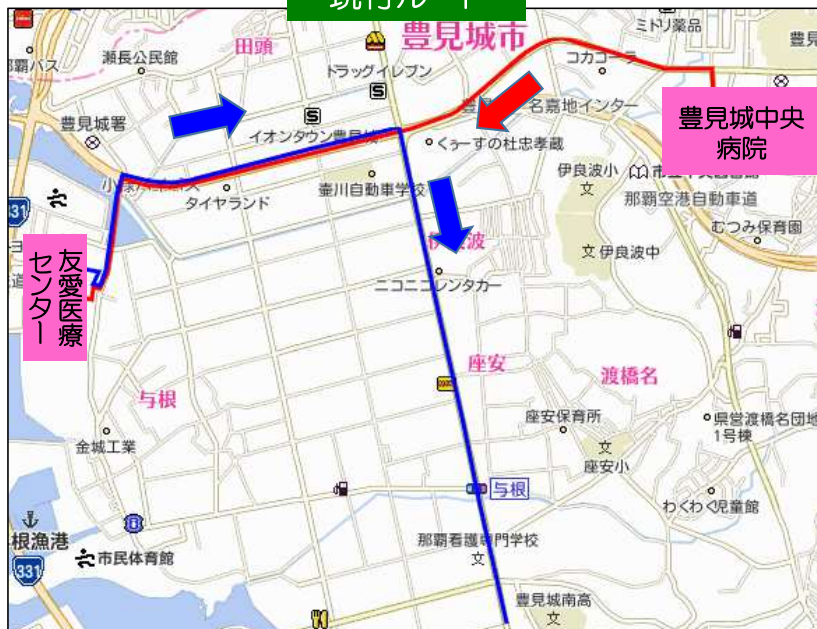 現行ルート
ミドリ薬品
豊見城市
田頭
コカコーラ
瀬長公民館
那覇バス
ドラッグイレブン
豊見
名嘉地インター
豊見城中央
病院
豊見城署
イオンタウン豊見城
くぅーすの杜忠孝蔵
伊良波小
タイヤランド
壷川自動車学校
那覇空港自動車道
331
むつみ保育園
伊良波
伊良波中
友愛医療
センター
ニコニコレンタカー
座安
渡橋名
与根
座安保育所
県営渡橋名団地
1号棟
金城工業
座安小
与根
わくわく児童館
根漁港
那覇看護専門学校
市民体育館
331
豊見城南高